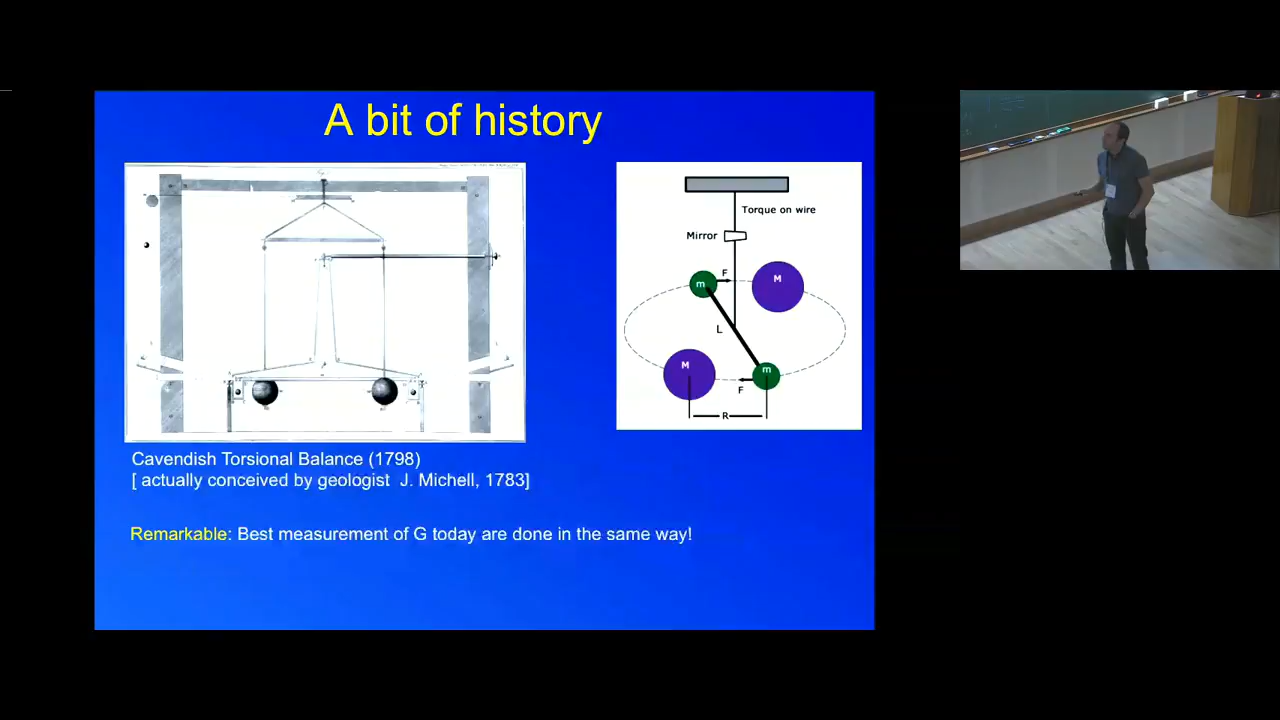 A bit of history
Torque on wire
Mirror
F
m
M
L
M
m
F
R
Cavendish Torsional Balance (1798)
[ actually conceived by geologist J. Michell, 1783]
Remarkable: Best measurement of G today are done in the same way!